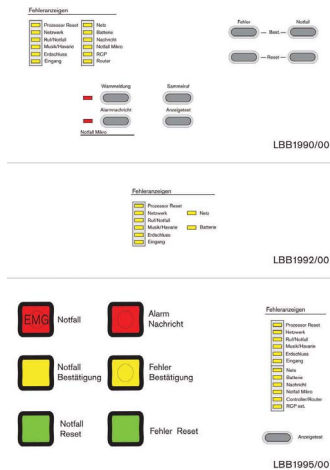 Fehleranzeigen
Prozessor Reset
Netzwerk
Ruf/Notfall
Musik/Havarie
Erdschluss
Eingang
Netz
Batterie
Nachricht
Notfall Mikro
RCP
Router
Fehler
Notfall
Best.
Reset
Warnmeldung
Sammelruf
Alarmnachricht
Anzeigetest
Notfall Mikro
LBB1990/00
Fehleranzeigen
Prozessor Reset
Netzwerk
Ruf/Notfall
Musik/Havarie
Erdschluss
Eingang
Netz
Batterie
LBB1992/00
EMG
Notfall
Alarm
Nachricht
Notfall
Bestätigung
Fehler
Bestätigung
Notfall
Reset
Fehler Reset
Fehleranzeigen
Prozessor Reset
Netzwerk
Ruf/Notfall
Musik/Havarie
Erdschluss
Eingang
Netz
Batterie
Nachricht
Notfall Mikro
Controller/Router
RCP ext.
Anzeigetest
LBB1995/00